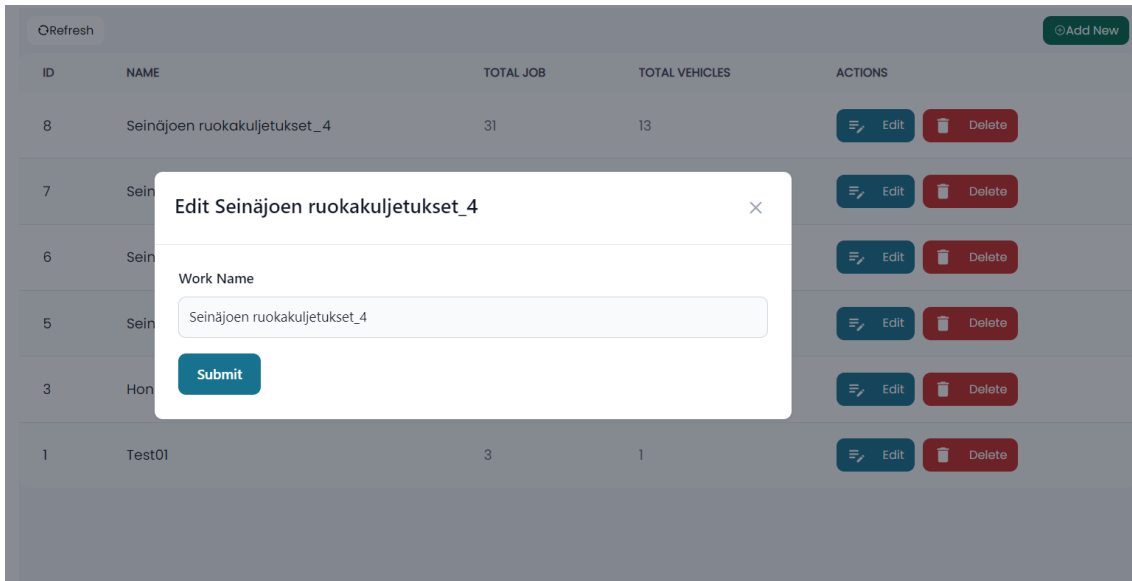 Refresh Add New
ID NAME TOTAL JOB TOTAL VEHICLES ACTIONS
8 Seinäjoen ruokakuljetukset_4 31 13 Edit Delete
7 Sein Edit Delete
Edit Seinäjoen ruokakuljetukset_4
6 Sein Edit Delete
Work Name
5 Sein Seinäjoen ruokakuljetukset_4 Edit Delete
Submit
3 Hon Edit Delete
1 Test01 3 1 Edit Delete